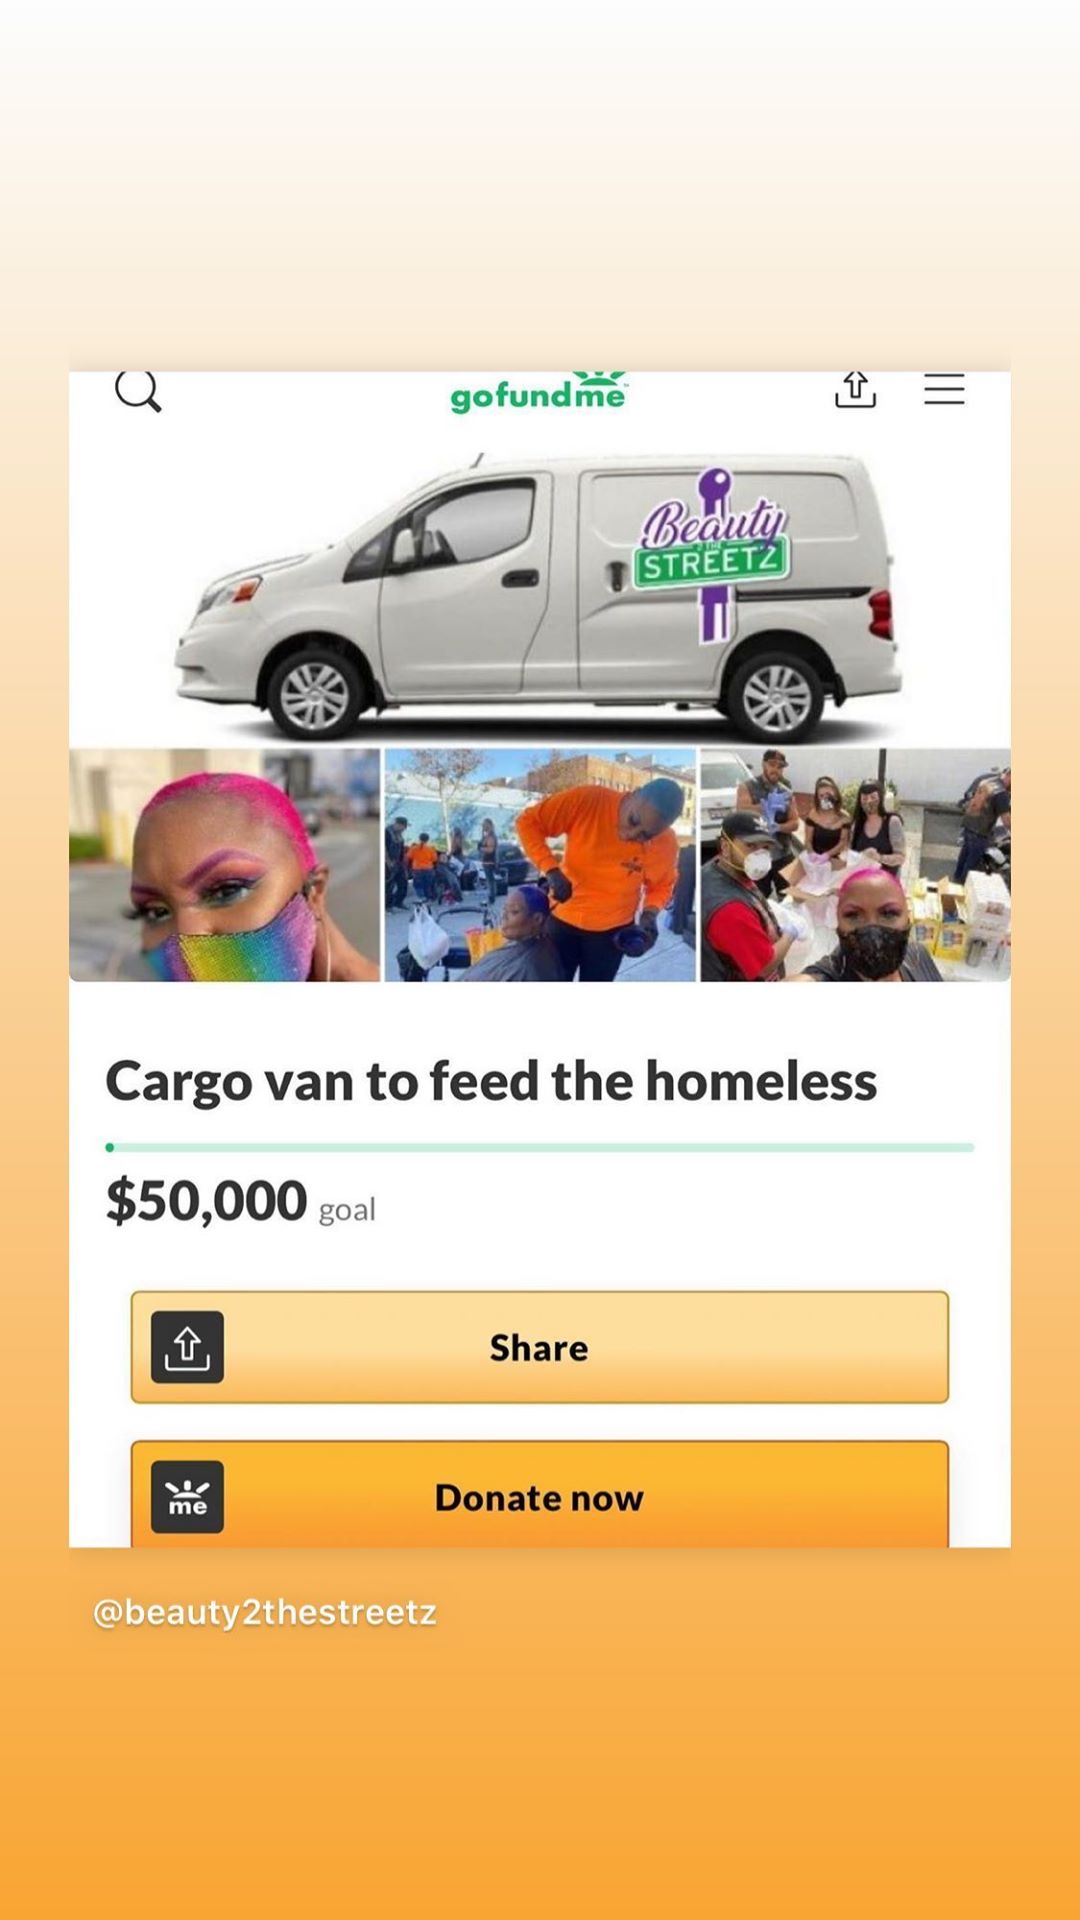 gofundme
Beauty
2 THE
STREETZ
Cargo van to feed the homeless
$50,000 goal
Share
me
Donate now
@beauty2thestreetz